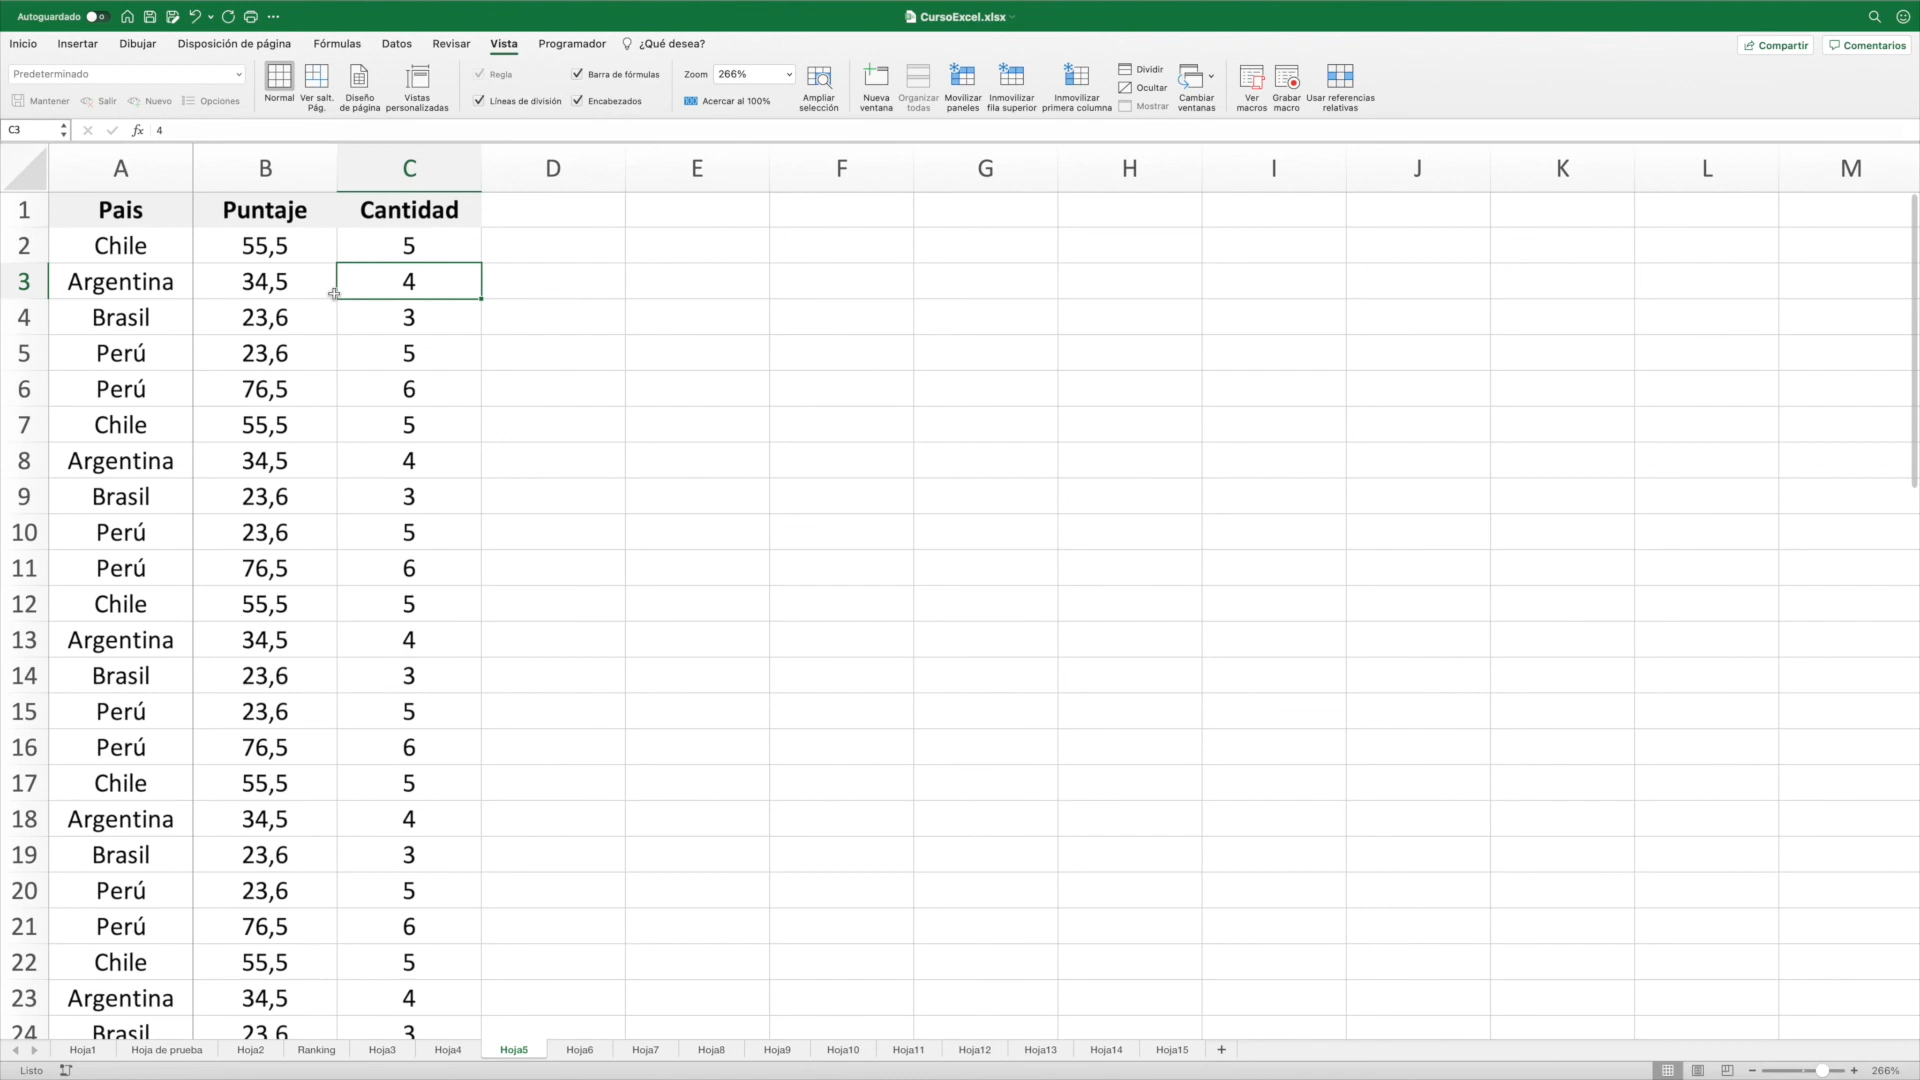 Autoguardado
CursoExcel.xlsx
Inicio Insertar Dibujar Disposición de página Fórmulas Datos Revisar Vista Programador ¿Qué desea? Compartir Comentarios
Predeterminado
Mantener Salir Nuevo Opciones
Normal
Ver salt. Pág.
Diseño de página
Vistas personalizadas
Regla Barra de fórmulas
Líneas de división Encabezados
Zoom 266%
Acercar al 100%
Ampliar selección
Nueva ventana
Organizar todas
Movilizar paneles
Inmovilizar fila superior
Inmovilizar primera columna
Dividir
Ocultar
Mostrar
Cambiar ventanas
Ver macros
Grabar macro
Usar referencias relativas
C3 fx 4
A B C D E F G H I J K L M
1 Pais Puntaje Cantidad
2 Chile 55,5 5
3 Argentina 34,5 4
4 Brasil 23,6 3
5 Perú 23,6 5
6 Perú 76,5 6
7 Chile 55,5 5
8 Argentina 34,5 4
9 Brasil 23,6 3
10 Perú 23,6 5
11 Perú 76,5 6
12 Chile 55,5 5
13 Argentina 34,5 4
14 Brasil 23,6 3
15 Perú 23,6 5
16 Perú 76,5 6
17 Chile 55,5 5
18 Argentina 34,5 4
19 Brasil 23,6 3
20 Perú 23,6 5
21 Perú 76,5 6
22 Chile 55,5 5
23 Argentina 34,5 4
24 Brasil 23,6 3
Hoja1 Hoja de prueba Hoja2 Ranking Hoja3 Hoja4 Hoja5 Hoja6 Hoja7 Hoja8 Hoja9 Hoja10 Hoja11 Hoja12 Hoja13 Hoja14 Hoja15 +
Listo 266%